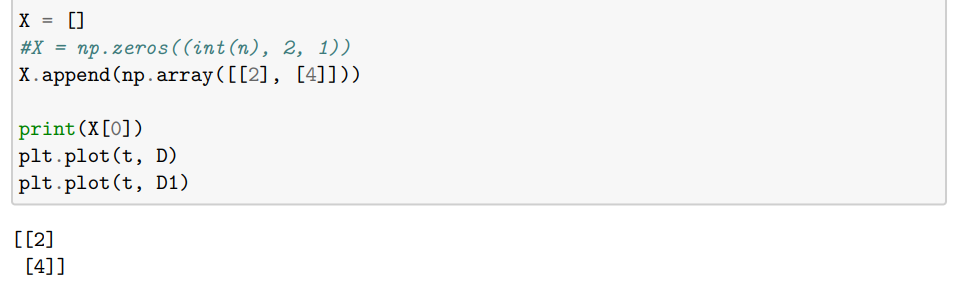 X = []
#X = np.zeros((int(n), 2, 1))
X.append(np.array([[2], [4]]))
print(X[0])
plt.plot(t, D)
plt.plot(t, D1)
[[2]
 [4]]